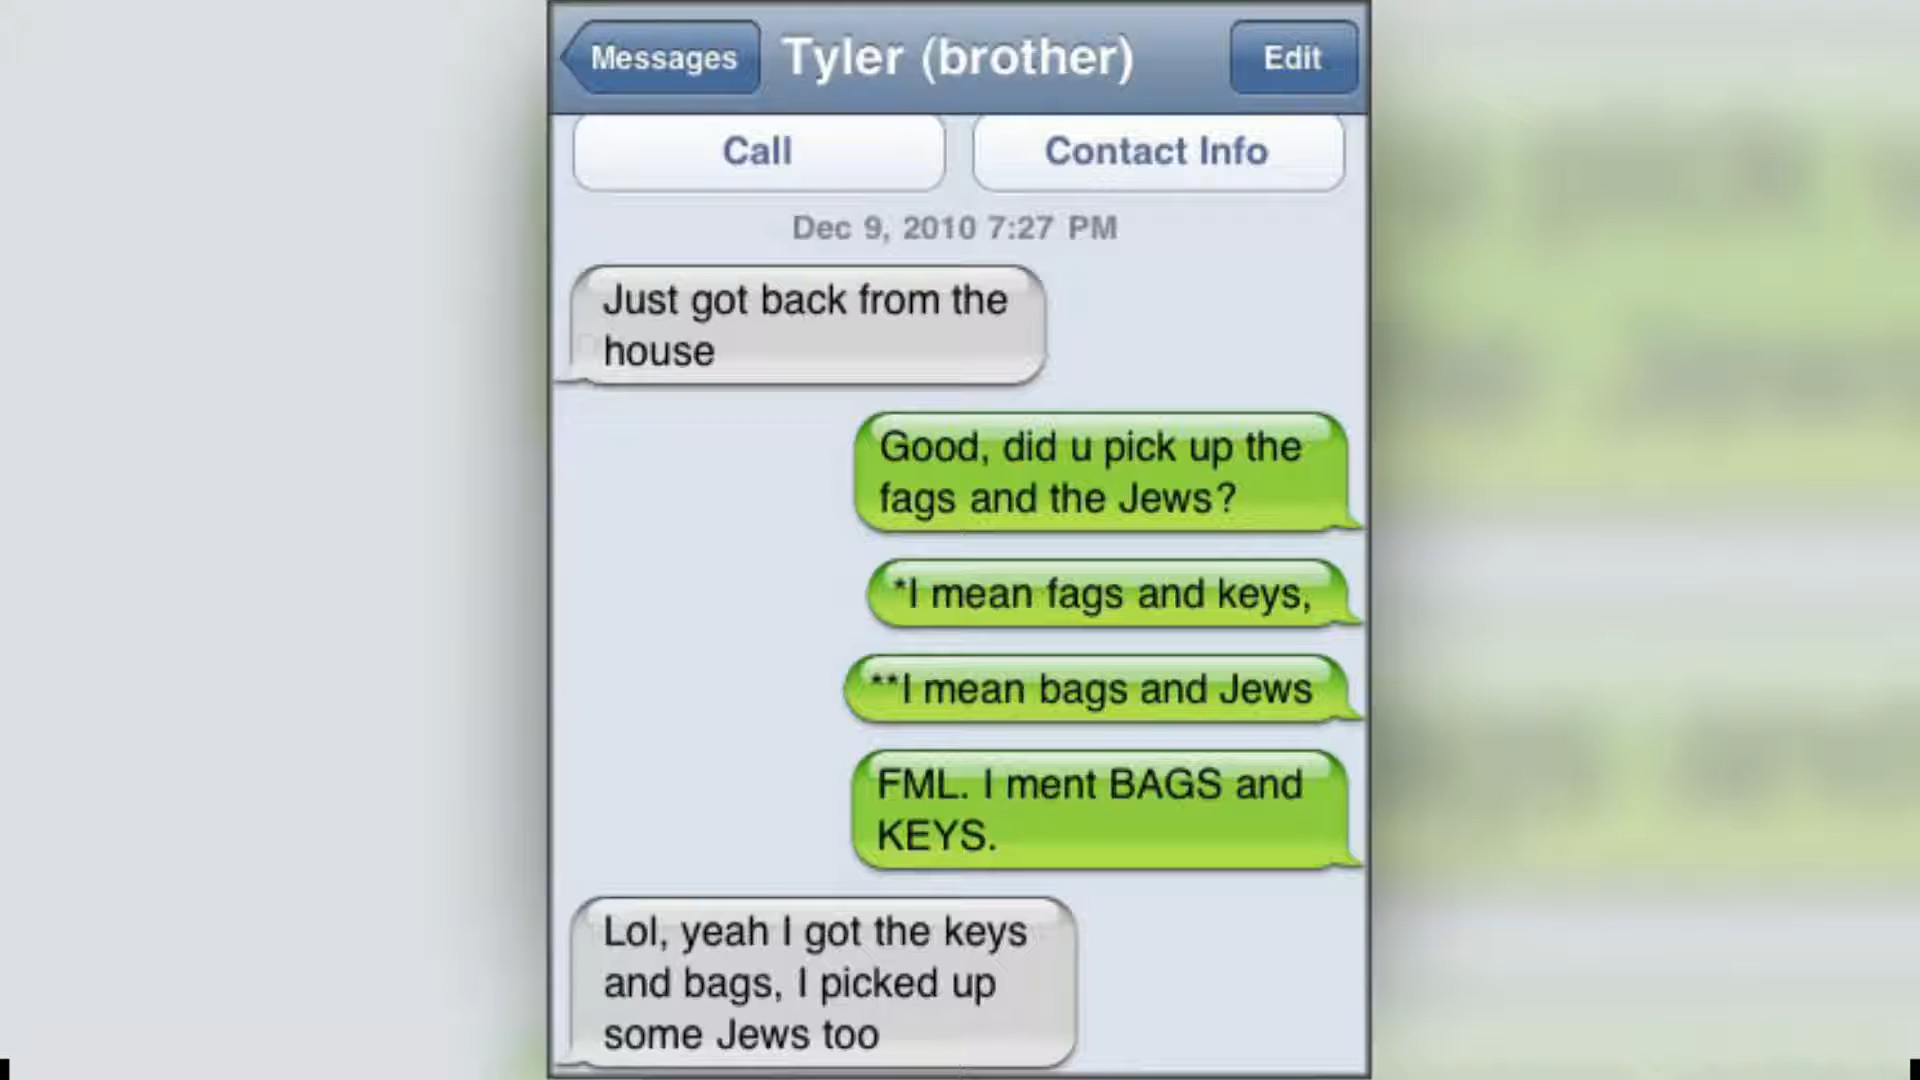 Messages
Tyler (brother)
Edit
Call
Contact Info
Dec 9, 2010 7:27 PM
Just got back from the
house
Good, did u pick up the
fags and the Jews?
*I mean fags and keys,
**I mean bags and Jews
FML. I ment BAGS and
KEYS.
Lol, yeah I got the keys
and bags, I picked up
some Jews too